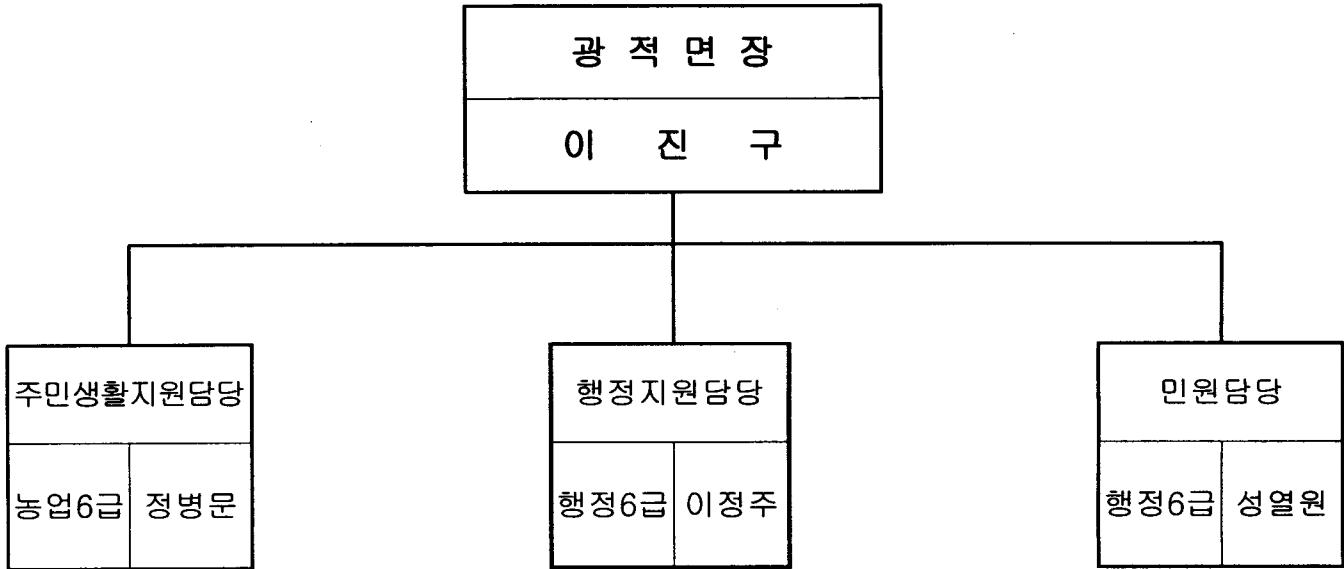 광적면장
이진구
주민생활지원담당
농업6급 정병문
행정지원담당
행정6급 이정주
민원담당
행정6급 성열원